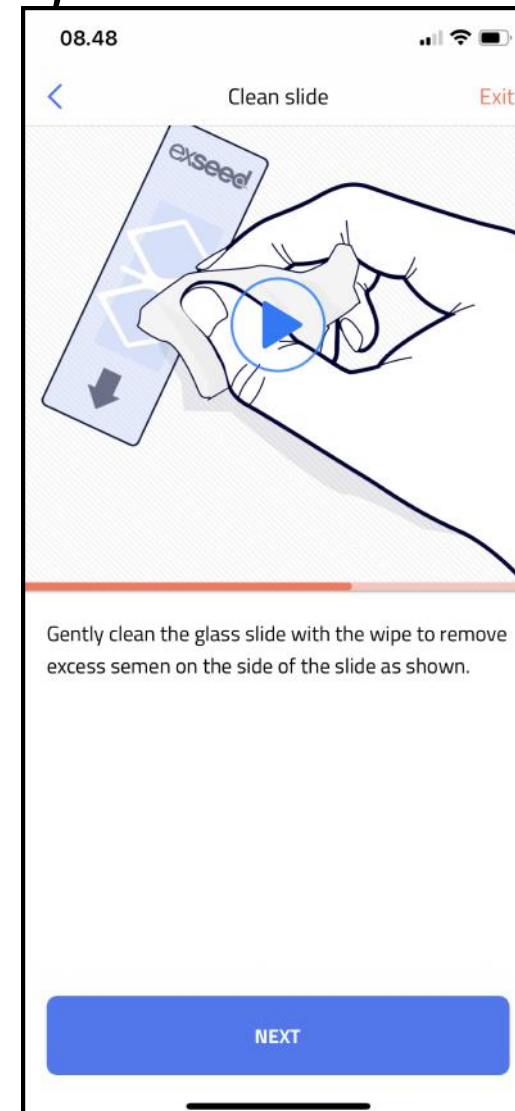 08.48
Clean slide
Exit
exseed
Gently clean the glass slide with the wipe to remove
excess semen on the side of the slide as shown.
NEXT